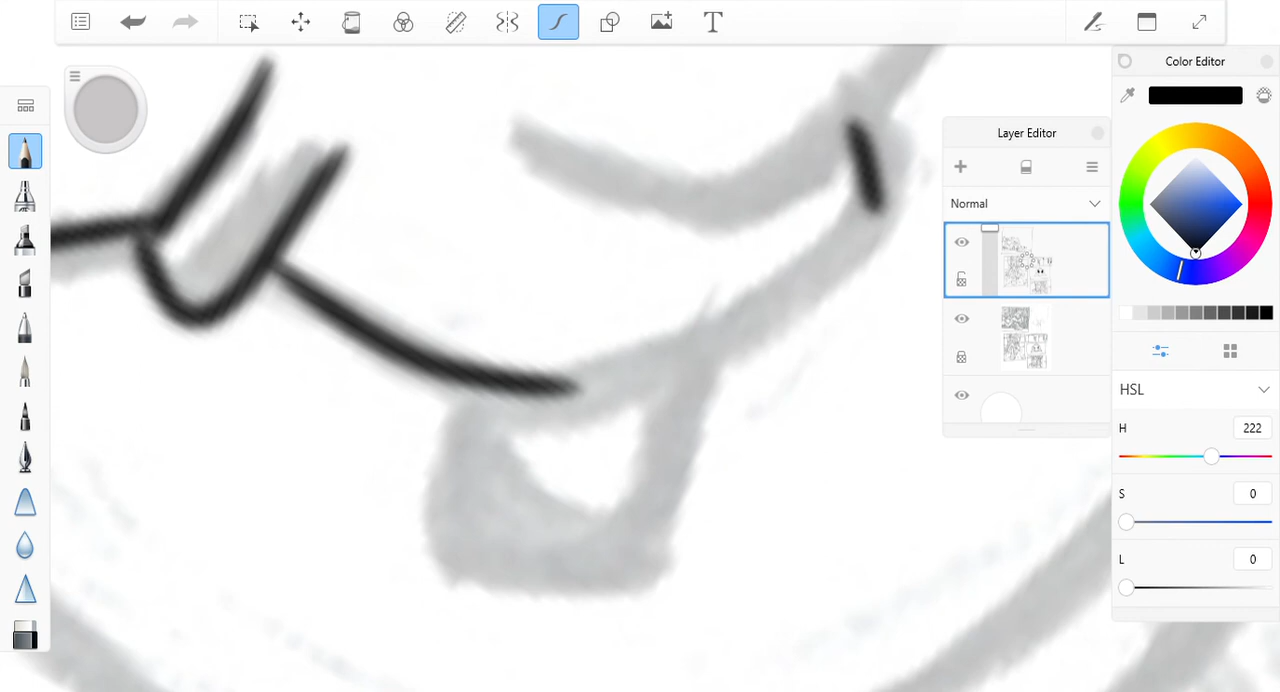 T
Color Editor
Layer Editor
Normal
HSL
H 222
S 0
L 0